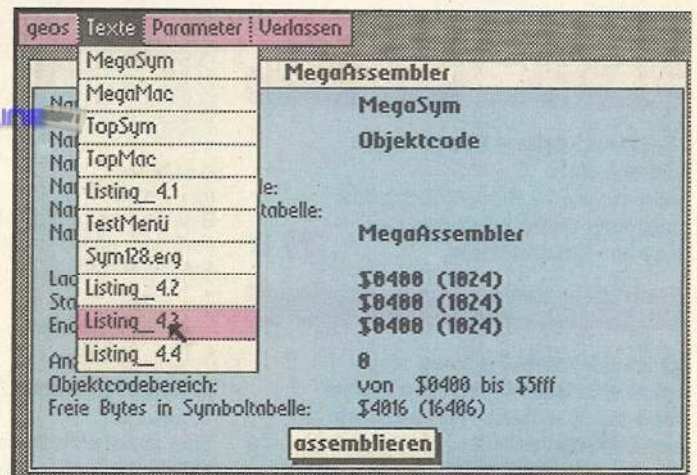 geos Texte Parameter Verlassen
MegaAssembler
MegaSym
MegaMac
TopSym
TopMac
Listing_4.1
TestMenü
Sym128.erg
Listing_4.2
Listing_4.3
Listing_4.4
MegaSym
Objektcode
le:
tabelle:
MegaAssembler
$0400 (1024)
$0400 (1024)
$0400 (1024)
0
Objektcodebereich: von $0400 bis $5fff
Freie Bytes in Symboltabelle: $4016 (16406)
assemblieren